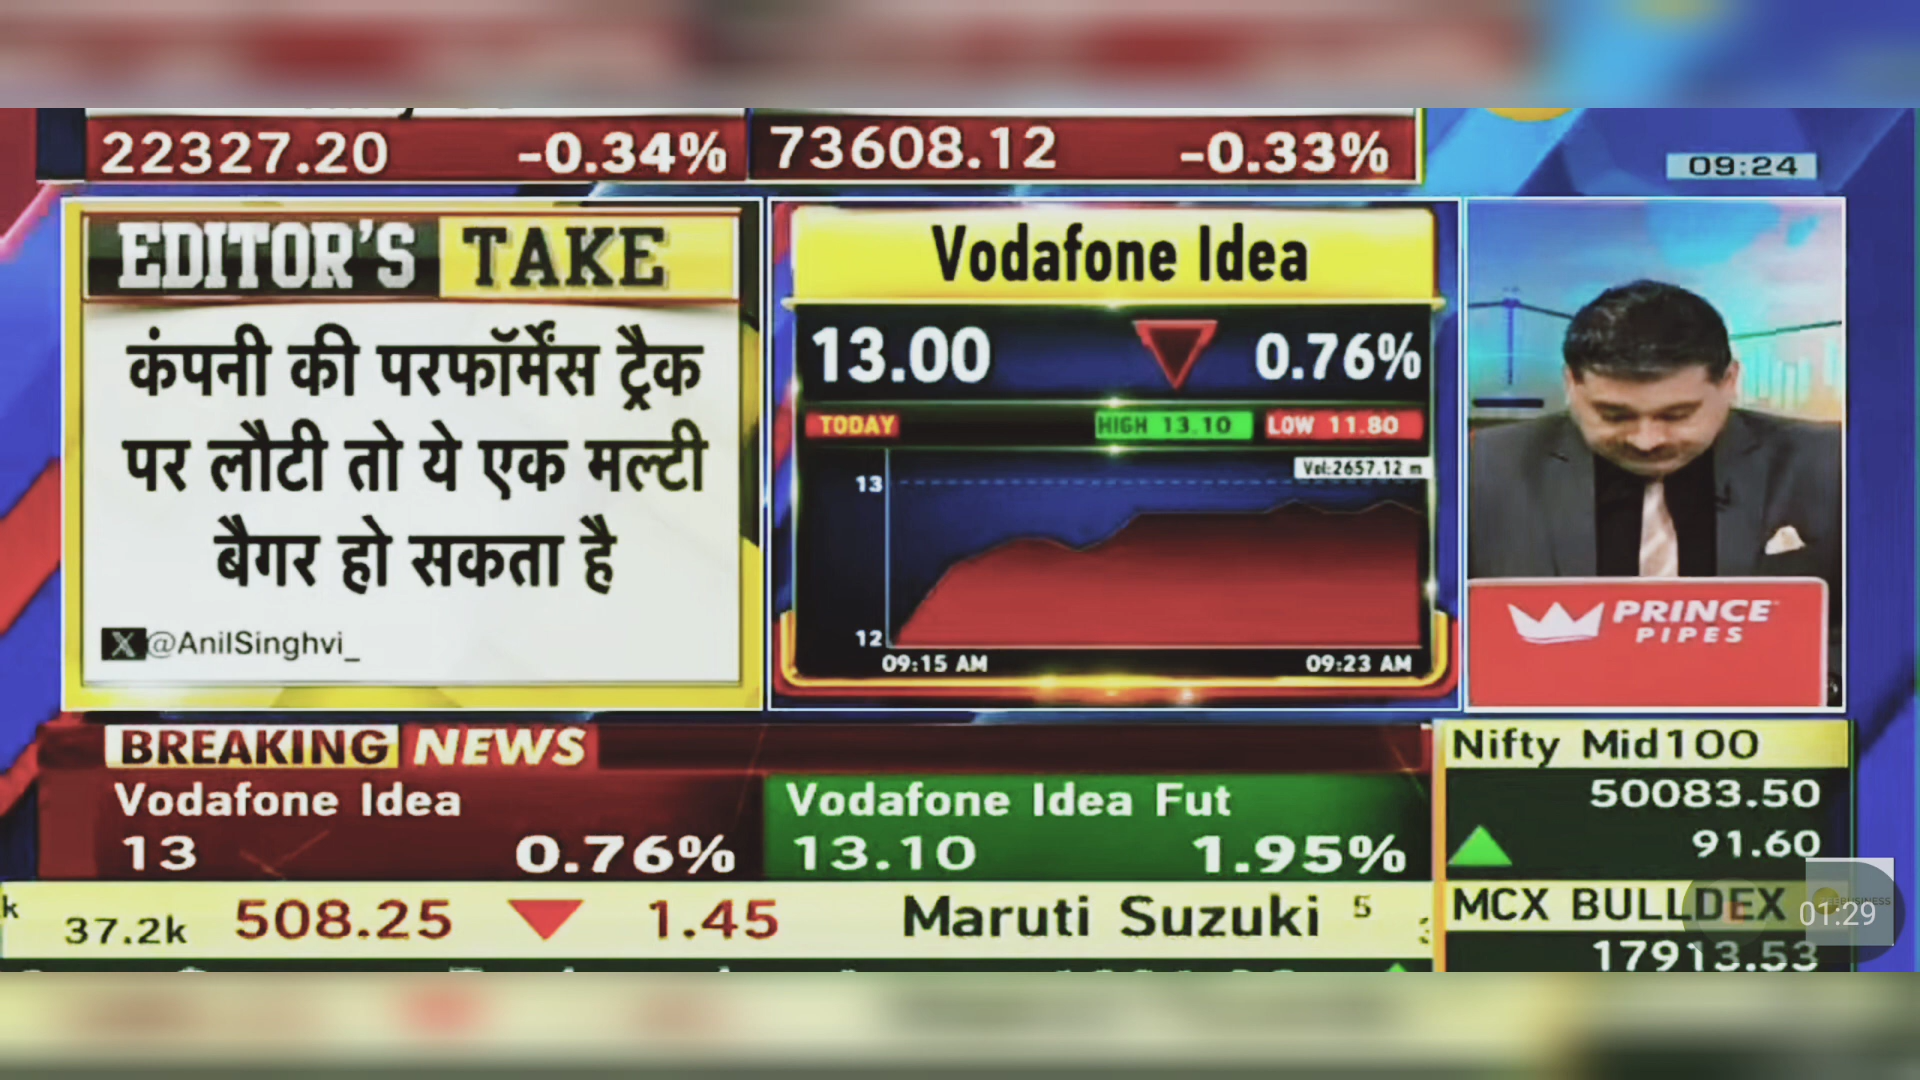 22327.20 -0.34% 73608.12 -0.33%
09:24
EDITOR'S TAKE
कंपनी की परफॉर्मेंस ट्रैक
पर लौटी तो ये एक मल्टी
बैगर हो सकता है
X @AnilSinghvi_
Vodafone Idea
13.00 0.76%
TODAY HIGH 13.10 LOW 11.80
Vol:2657.12 m
13
12
09:15 AM 09:23 AM
PRINCE
PIPES
BREAKING NEWS
Vodafone Idea
13 0.76%
Vodafone Idea Fut
13.10 1.95%
Nifty Mid100
50083.50
91.60
MCX BULLDEX
17913.53
01:29
k 37.2k 508.25 1.45 Maruti Suzuki 5